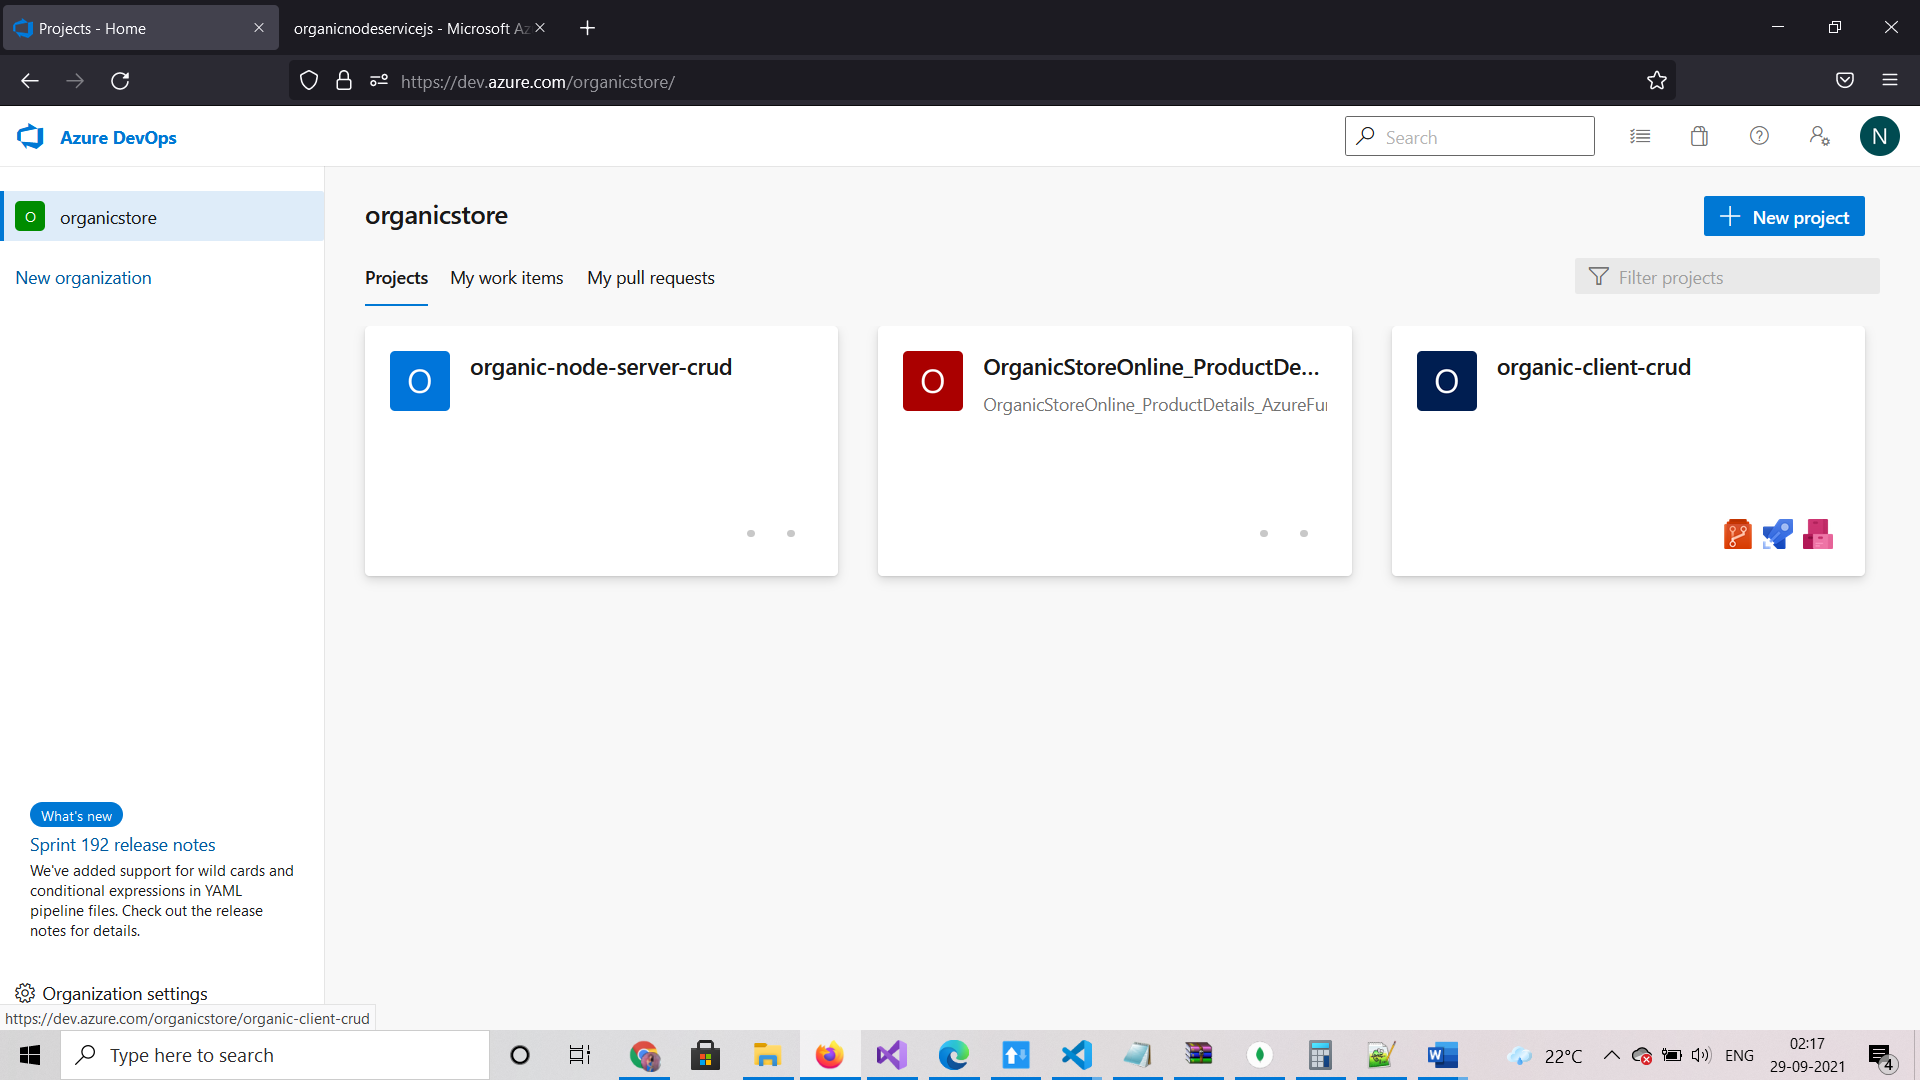 Projects - Home
organicnodeservicejs - Microsoft Az
https://dev.azure.com/organicstore/
Azure DevOps
Search
N
O
organicstore
New organization
organicstore
New project
Projects
My work items
My pull requests
Filter projects
O
organic-node-server-crud
O
OrganicStoreOnline_ProductDe...
OrganicStoreOnline_ProductDetails_AzureFu
O
organic-client-crud
What's new
Sprint 192 release notes
We've added support for wild cards and
conditional expressions in YAML
pipeline files. Check out the release
notes for details.
Organization settings
https://dev.azure.com/organicstore/organic-client-crud
Type here to search
22°C
ENG
02:17
29-09-2021
4